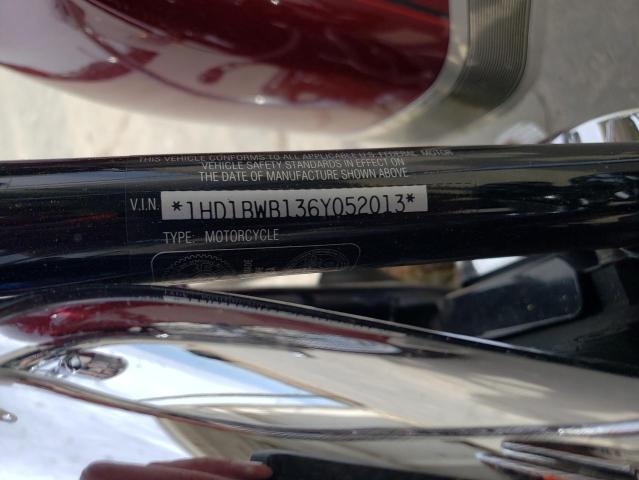 THIS VEHICLE CONFORMS TO ALL APPLICABLE U.S. FEDERAL MOTOR
VEHICLE SAFETY STANDARDS IN EFFECT ON
THE DATE OF MANUFACTURE SHOWN ABOVE
V.I.N. *1HD1BWB136Y052013*
TYPE: MOTORCYCLE